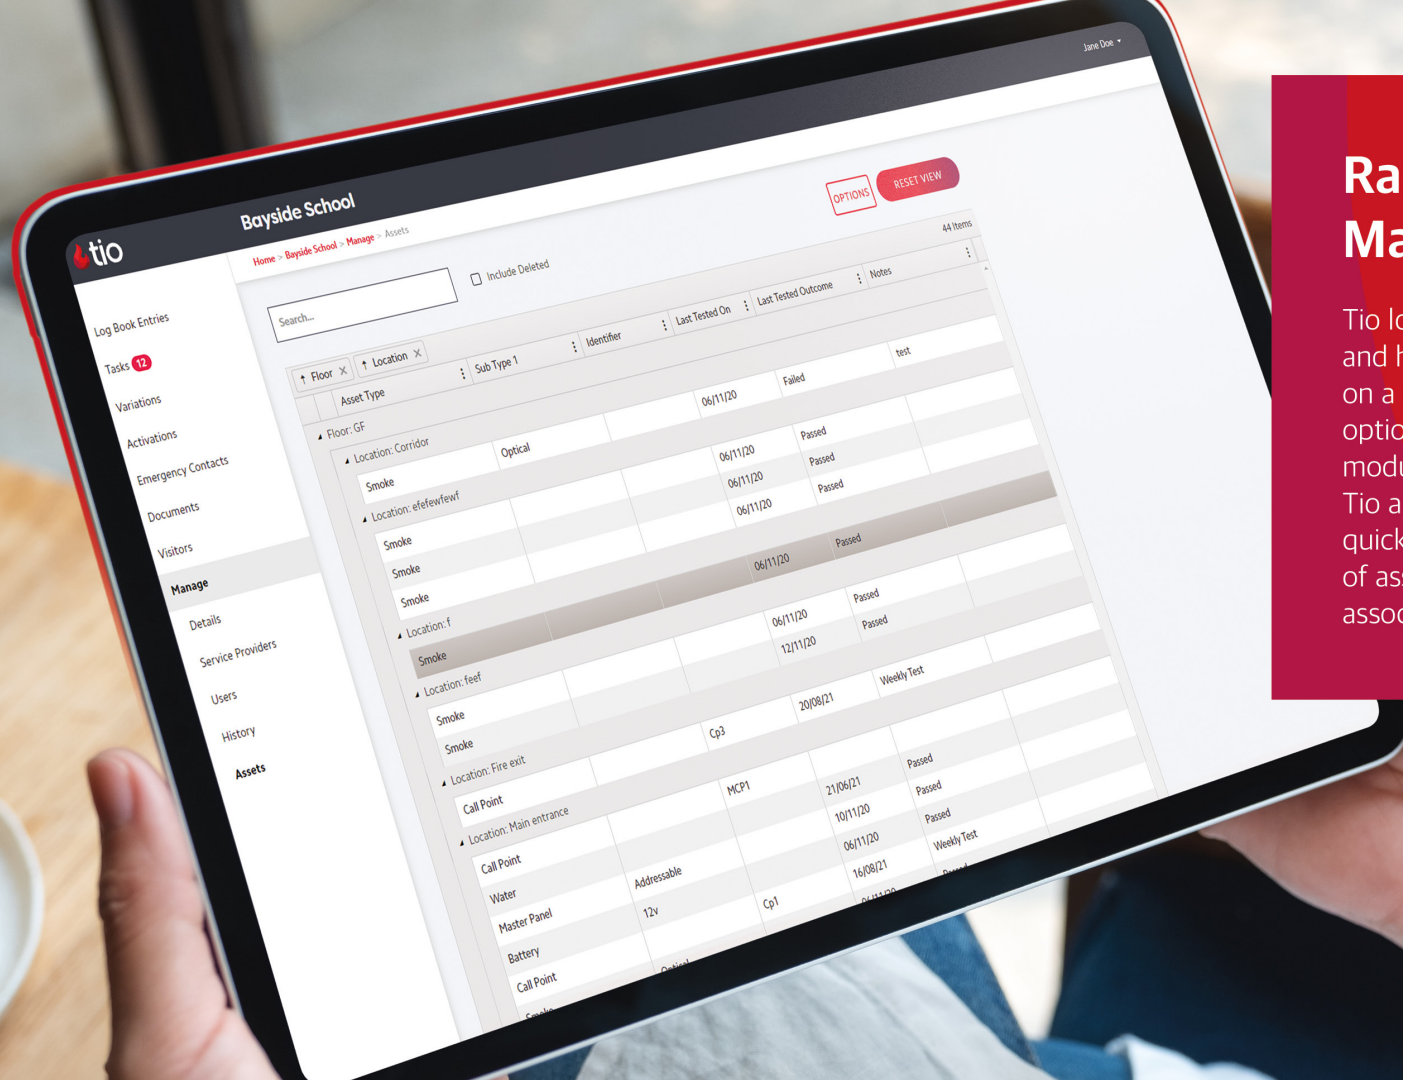 Jane Doe
tio
Bayside School
Home > Bayside School > Manage > Assets
OPTIONS
RESET VIEW
Log Book Entries
Tasks 12
Variations
Activations
Emergency Contacts
Documents
Visitors
Manage
Details
Service Providers
Users
History
Assets
Search...
Include Deleted
44 Items
↑ Floor X ↑ Location X
Asset Type Sub Type 1 Identifier Last Tested On Last Tested Outcome Notes
Floor: GF
Location: Corridor
Smoke Optical 06/11/20 Failed test
Location: efefewfewf
Smoke 06/11/20 Passed
Smoke 06/11/20 Passed
Smoke 06/11/20 Passed
Location: f
Smoke 06/11/20 Passed
Location: feef
Smoke 06/11/20 Passed
Smoke 12/11/20 Passed
Location: Fire exit
Call Point Cp3 20/08/21 Weekly Test
Location: Main entrance
Call Point MCP1
Water 21/06/21 Passed
Master Panel Addressable 10/11/20 Passed
Battery 12v 06/11/20 Passed
Call Point Cp1 16/08/21 Weekly Test
Smoke Optical 06/11/20 Passed
Ra
Ma
Tio lo
and h
on a
optio
modu
Tio a
quick
of ass
assoc